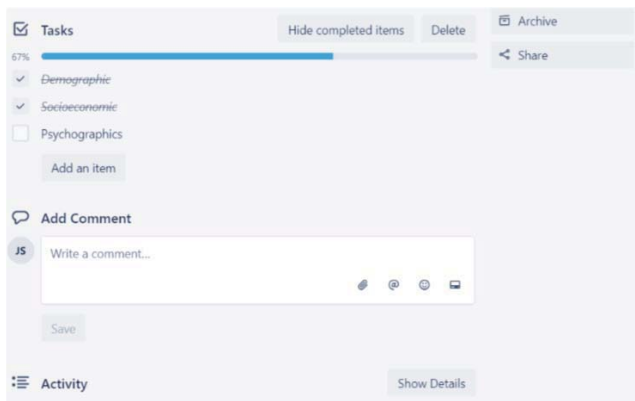 Tasks Hide completed items Delete
67%
Demographic
Socioeconomic
Psychographics
Add an item
Archive
Share
Add Comment
JS
Write a comment...
@
Save
Activity Show Details